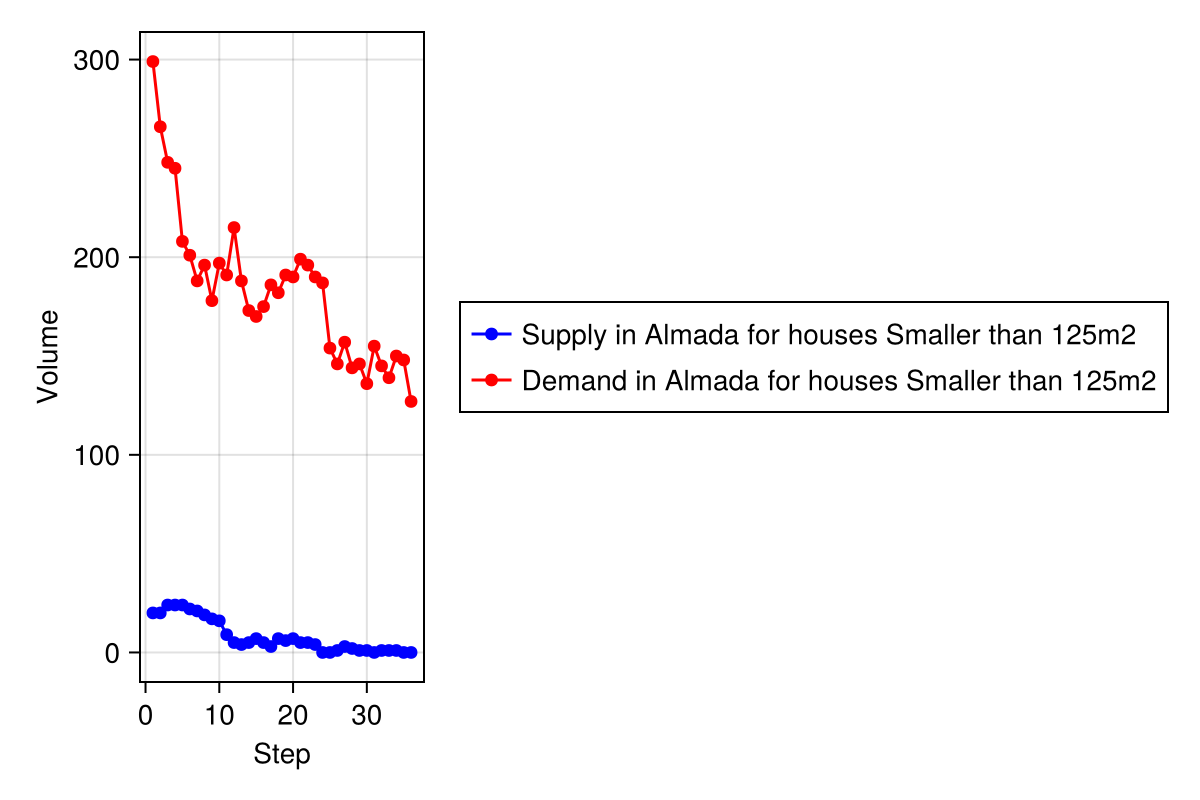 300
200
100
0
Volume
0 10 20 30
Step
Supply in Almada for houses Smaller than 125m2
Demand in Almada for houses Smaller than 125m2